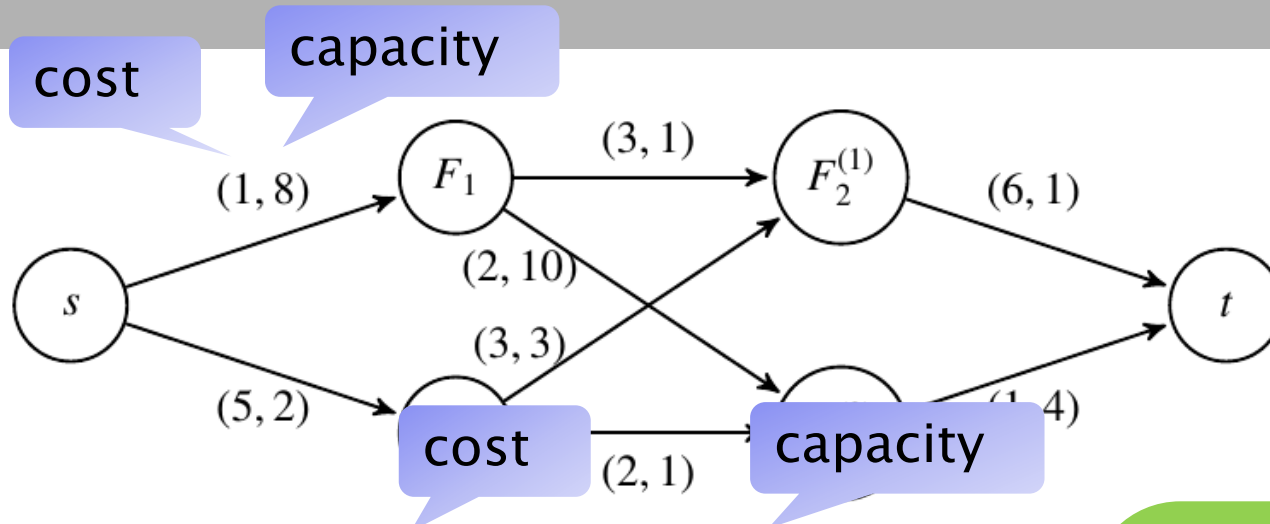 cost
capacity
(1, 8)
F₁
(3, 1)
F₂⁽¹⁾
(6, 1)
s
(2, 10)
(3, 3)
t
(5, 2)
4)
cost
capacity
(2, 1)